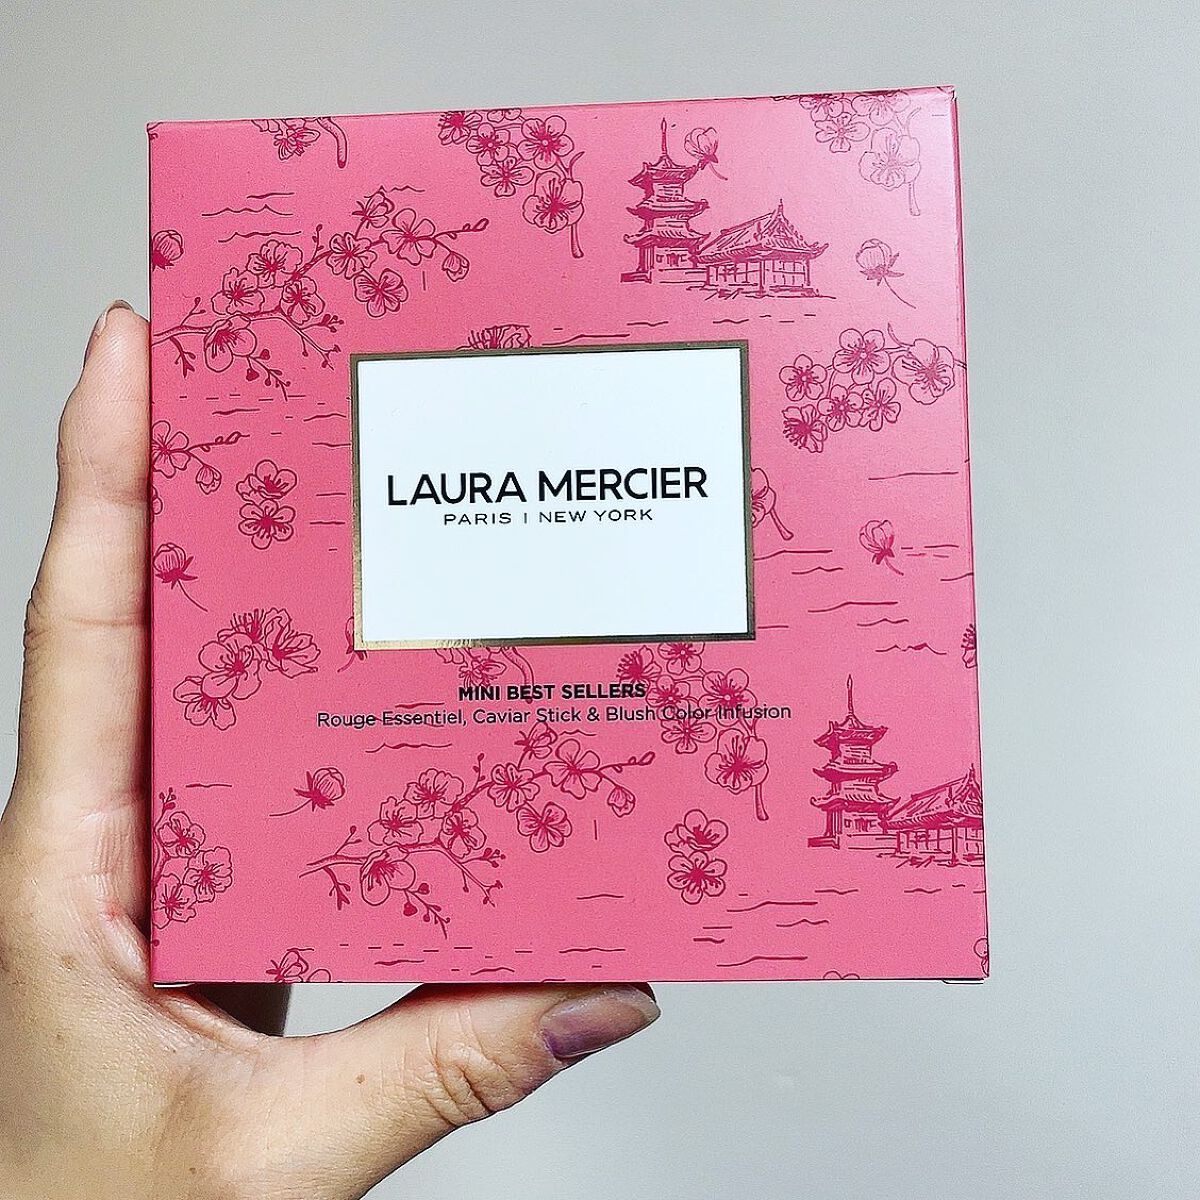 LAURA MERCIER
PARIS | NEW YORK
MINI BEST SELLERS
Rouge Essentiel, Caviar Stick & Blush Color Infusion